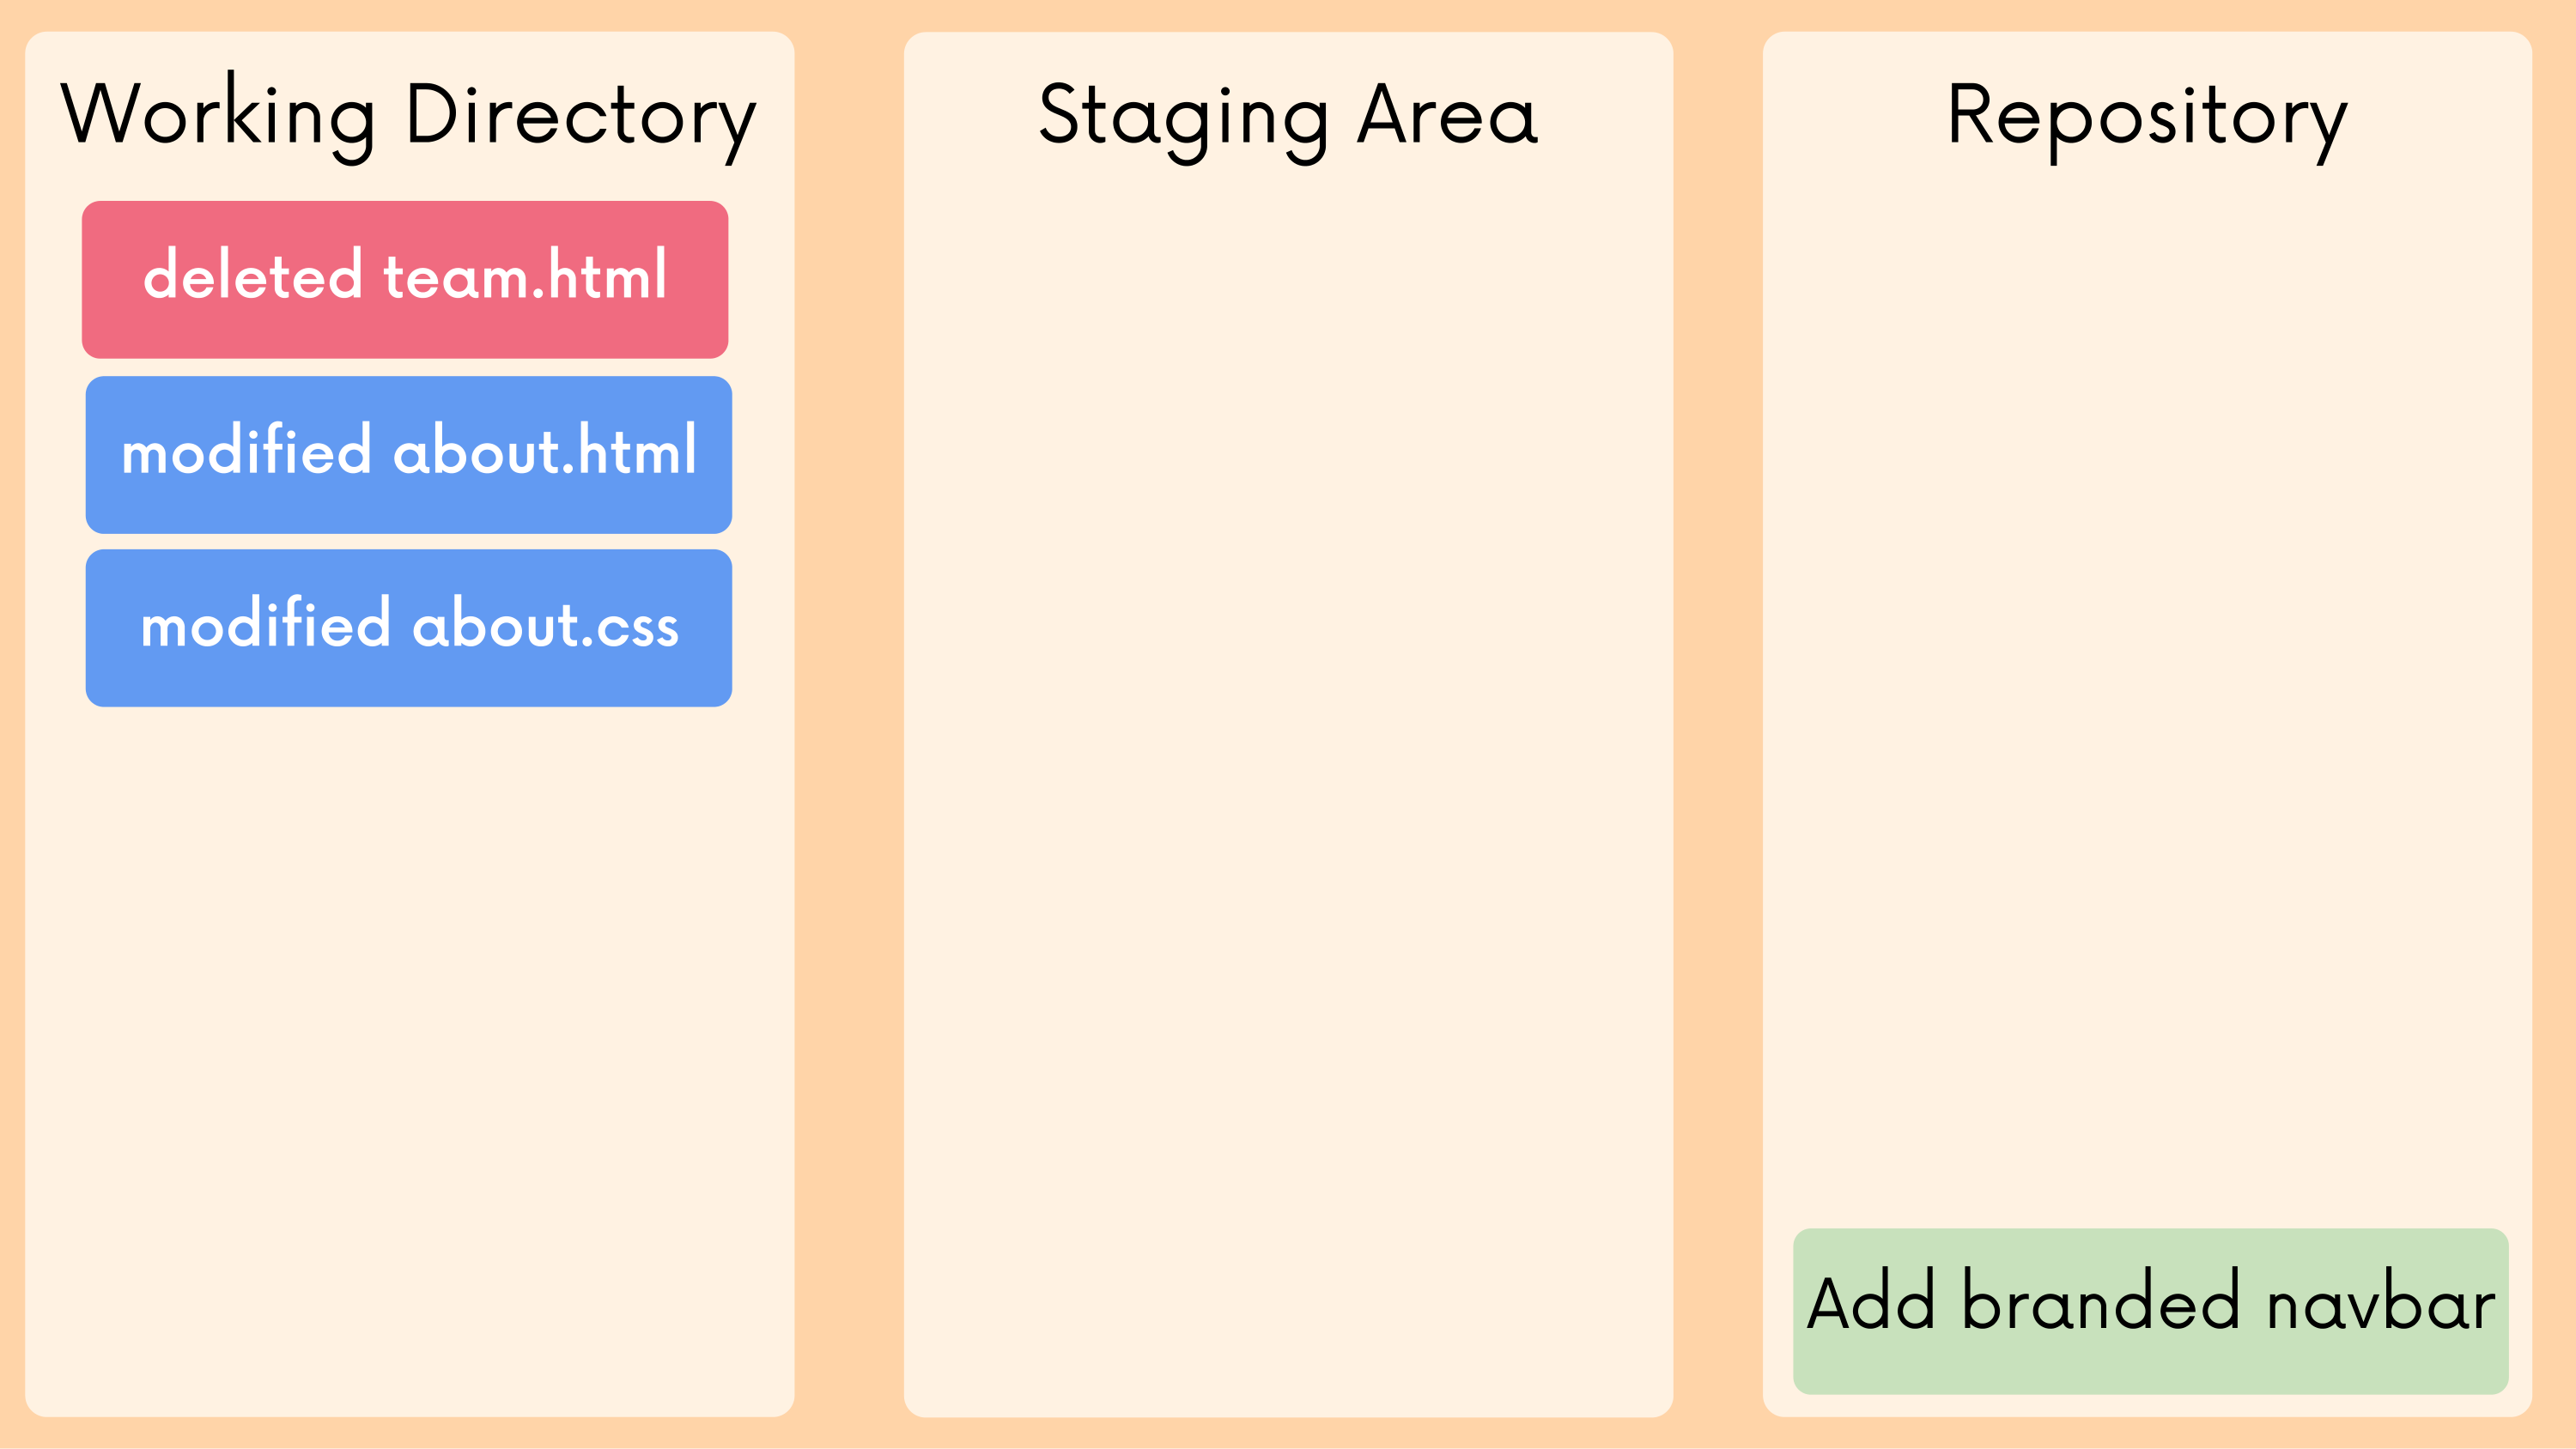 Working Directory
deleted team.html
modified about.html
modified about.css
Staging Area
Repository
Add branded navbar